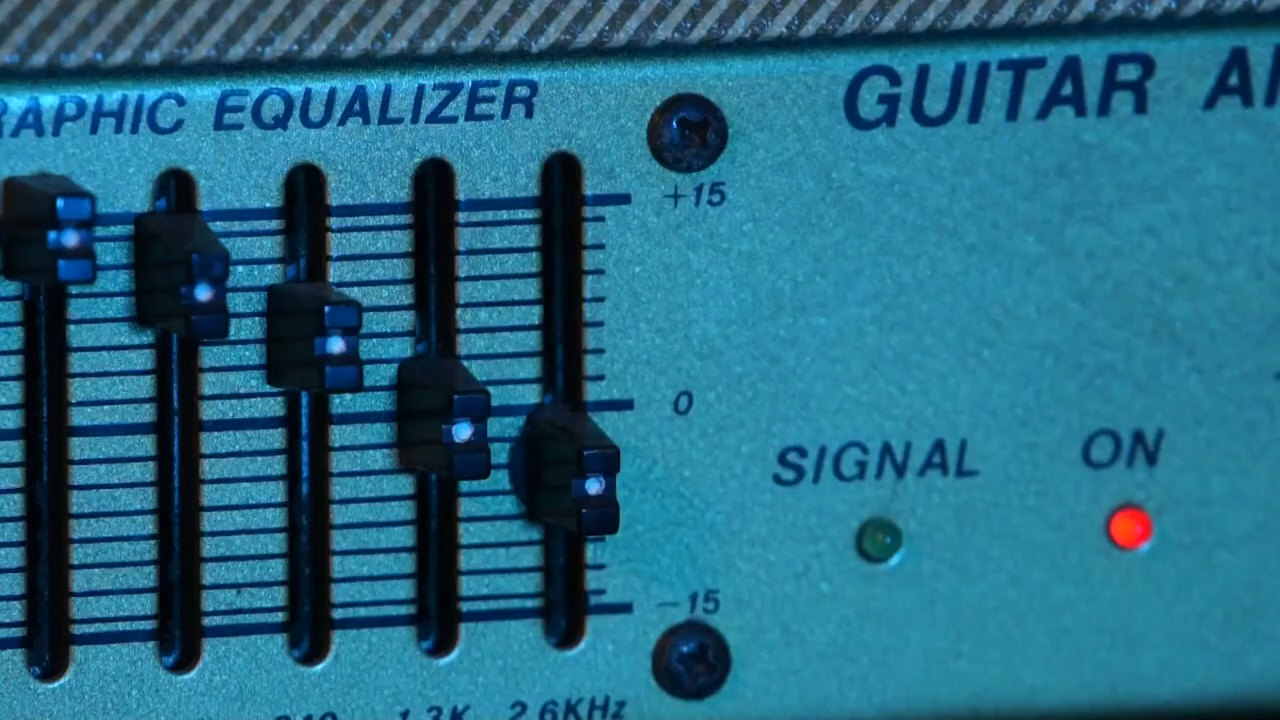 RAPHIC EQUALIZER
GUITAR
+15
0
SIGNAL ON
-15
1.3K 2.6KHz